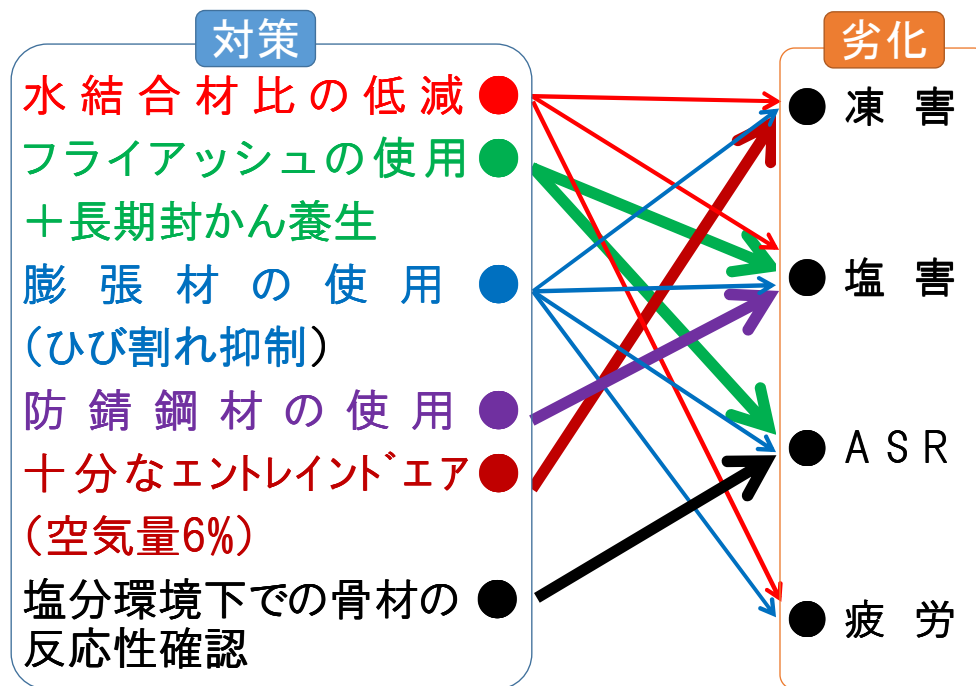 対策
水結合材比の低減
フライアッシュの使用
＋長期封かん養生
膨張材の使用
(ひび割れ抑制)
防錆鋼材の使用
十分なエントレインドエア
(空気量6%)
塩分環境下での骨材の
反応性確認
劣化
凍害
塩害
ASR
疲労